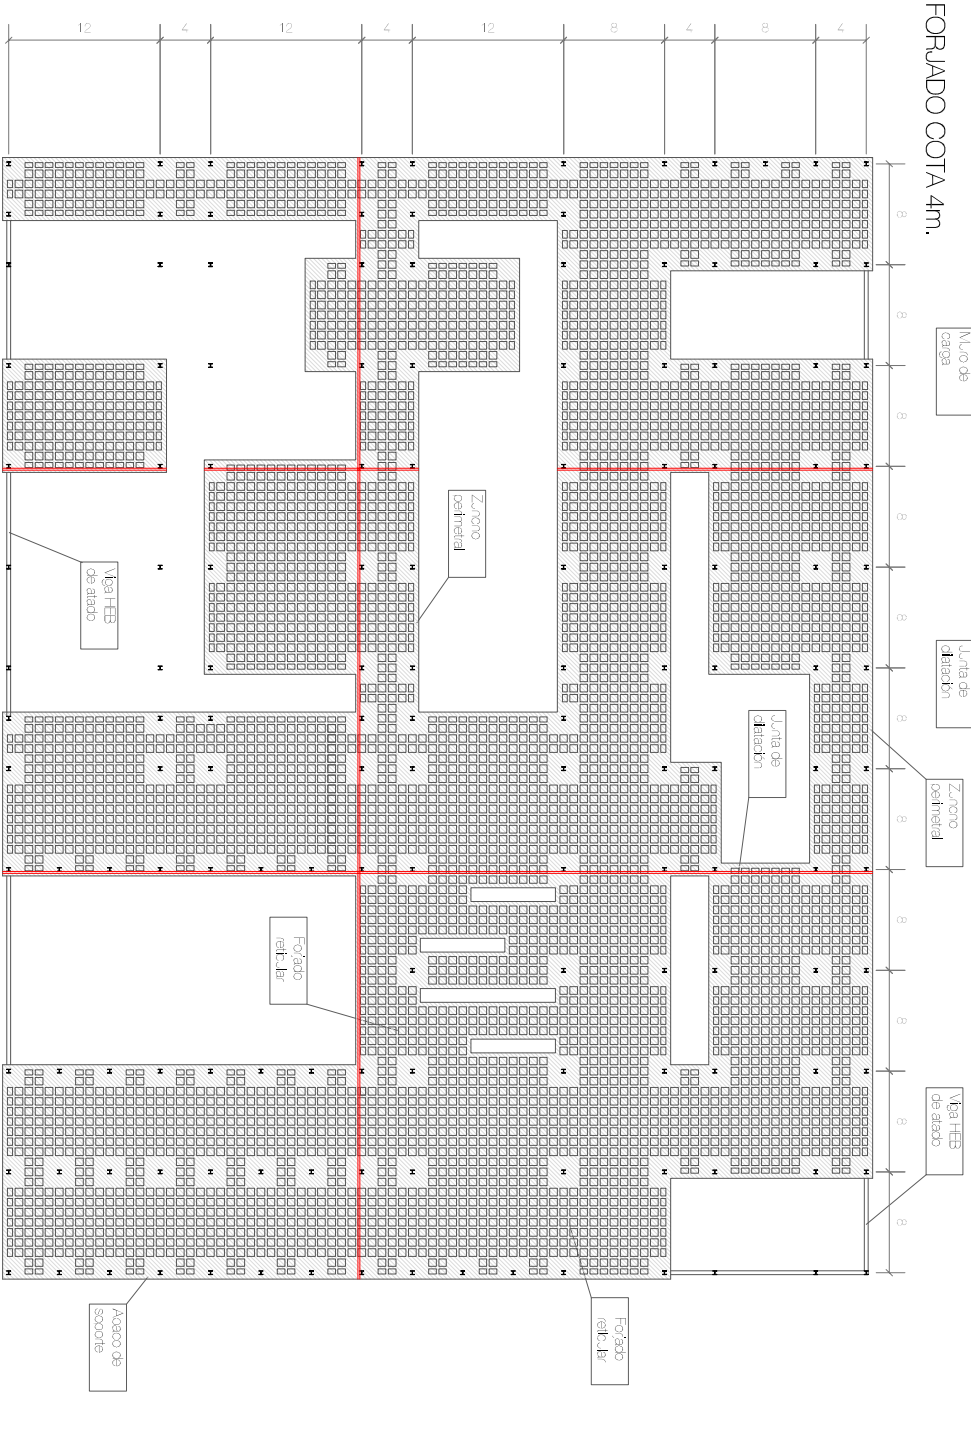 FORJADO COTA 4m.
12
4
12
4
12
8
4
8
4
8
8
8
8
8
8
8
8
8
8
8
Muro de
carga
Junta de
dilatación
Zuncho
perimetral
Viga HEB
de atado
Zuncho
perimetral
Junta de
dilatación
Viga HEB
de atado
Forjado
reticular
Forjado
reticular
Ábaco de
soporte